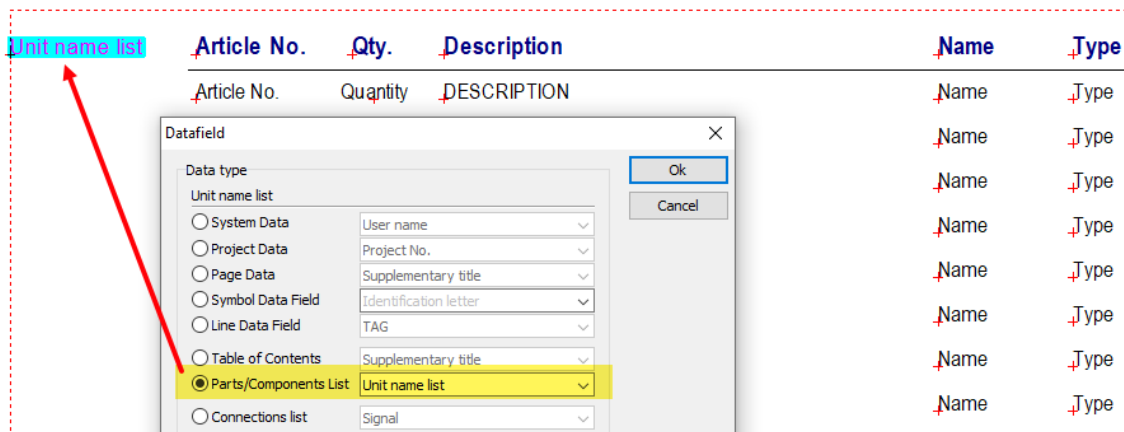 Unit name list Article No. Qty. Description Name Type
Article No. Quantity DESCRIPTION Name Type
Name Type
Name Type
Name Type
Name Type
Name Type
Name Type
Name Type
Datafield
Data type
Unit name list
System Data User name
Project Data Project No.
Page Data Supplementary title
Symbol Data Field Identification letter
Line Data Field TAG
Table of Contents Supplementary title
Parts/Components List Unit name list
Connections list Signal
Ok
Cancel